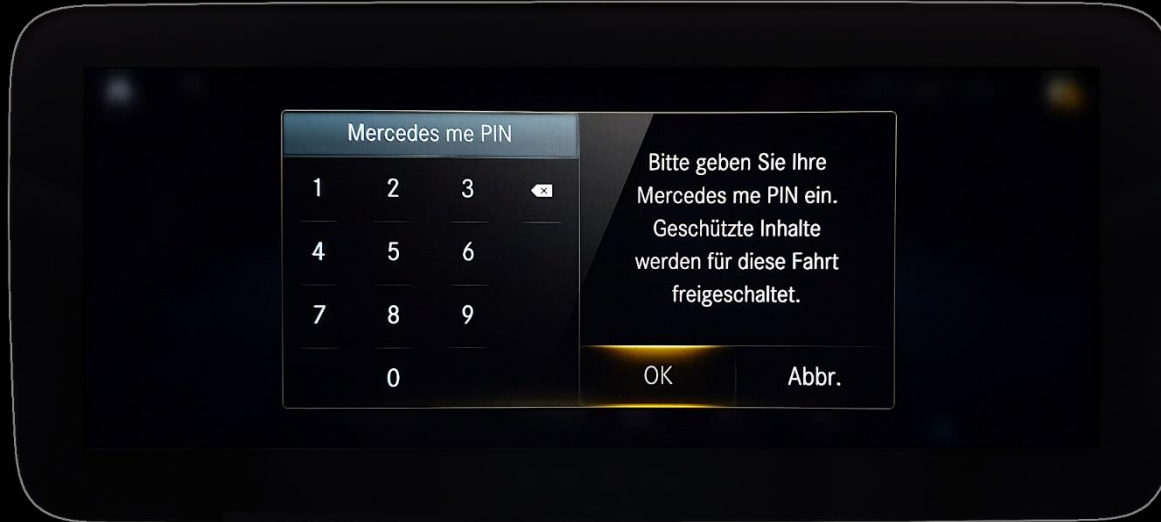 Mercedes me PIN
1 2 3
4 5 6
7 8 9
0
Bitte geben Sie Ihre
Mercedes me PIN ein.
Geschützte Inhalte
werden für diese Fahrt
freigeschaltet.
OK Abbr.